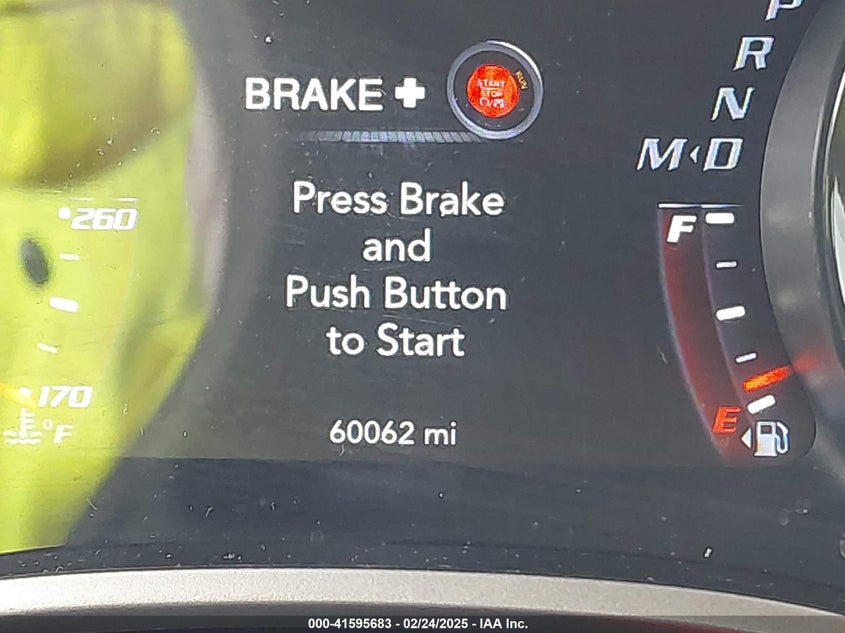 P
R
N
M D
BRAKE +
START
STOP
RUN
260
F
Press Brake
and
Push Button
to Start
170
°F
E
60062 mi
000-41595683 - 02/24/2025 - IAA Inc.